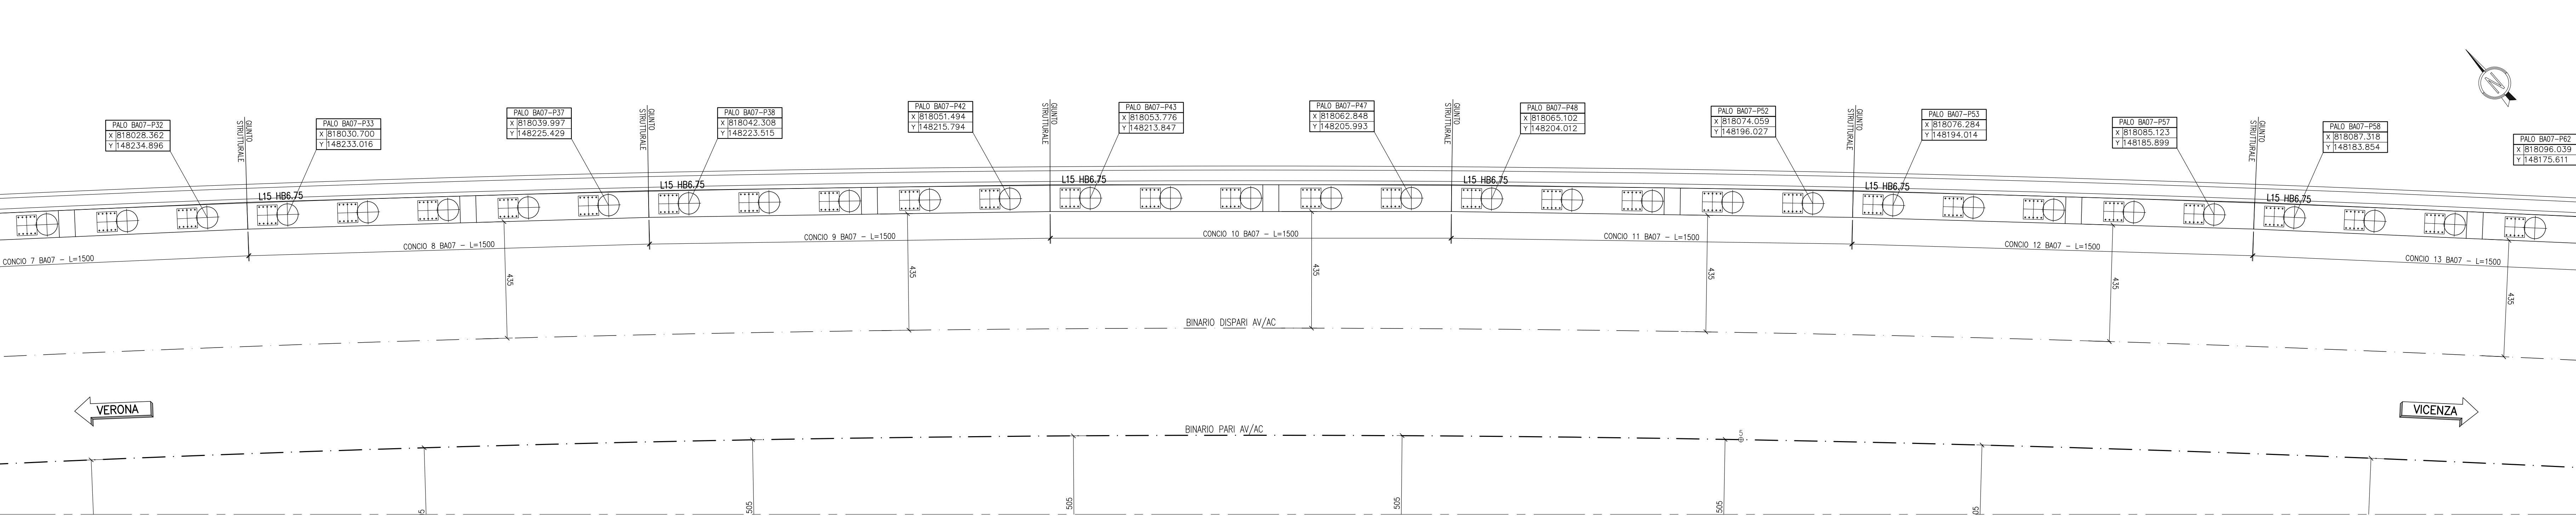 PALO BA07-P32
X 818028.362
Y 148234.896
GIUNTO
STRUTTURALE
PALO BA07-P33
X 818030.700
Y 148233.016
PALO BA07-P37
X 818039.997
Y 148225.429
GIUNTO
STRUTTURALE
PALO BA07-P38
X 818042.308
Y 148223.515
PALO BA07-P42
X 818051.494
Y 148215.794
GIUNTO
STRUTTURALE
PALO BA07-P43
X 818053.776
Y 148213.847
PALO BA07-P47
X 818062.848
Y 148205.993
GIUNTO
STRUTTURALE
PALO BA07-P48
X 818065.102
Y 148204.012
PALO BA07-P52
X 818074.059
Y 148196.027
GIUNTO
STRUTTURALE
PALO BA07-P53
X 818076.284
Y 148194.014
PALO BA07-P57
X 818085.123
Y 148185.899
GIUNTO
STRUTTURALE
PALO BA07-P58
X 818087.318
Y 148183.854
PALO BA07-P62
X 818096.039
Y 148175.611
N
L15 HB6.75
L15 HB6.75
L15 HB6.75
L15 HB6.75
L15 HB6.75
L15 HB6.75
CONCIO 7 BA07 - L=1500
CONCIO 8 BA07 - L=1500
CONCIO 9 BA07 - L=1500
CONCIO 10 BA07 - L=1500
CONCIO 11 BA07 - L=1500
CONCIO 12 BA07 - L=1500
CONCIO 13 BA07 - L=1500
435
435
435
435
435
435
BINARIO DISPARI AV/AC
VERONA
VICENZA
BINARIO PARI AV/AC
505
505
505
505